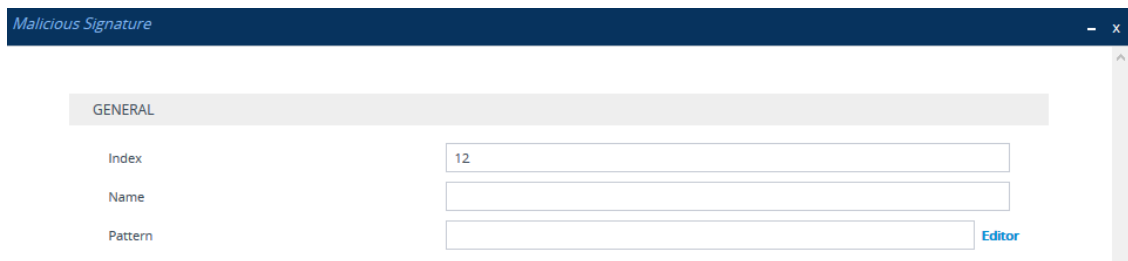 Malicious Signature – x
GENERAL
Index 12
Name
Pattern Editor